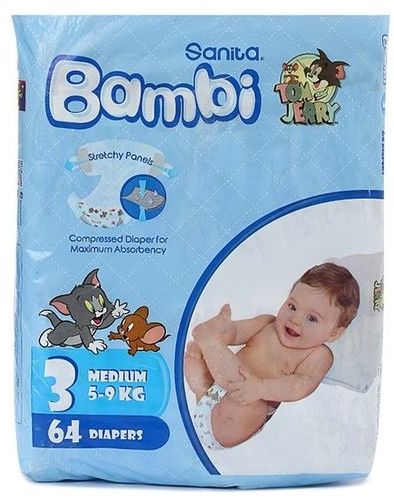 Sanita
Bambi
TOM AND JERRY
Stretchy Panels
Compressed Diaper for
Maximum Absorbency
3
MEDIUM
5-9 KG
64 DIAPERS